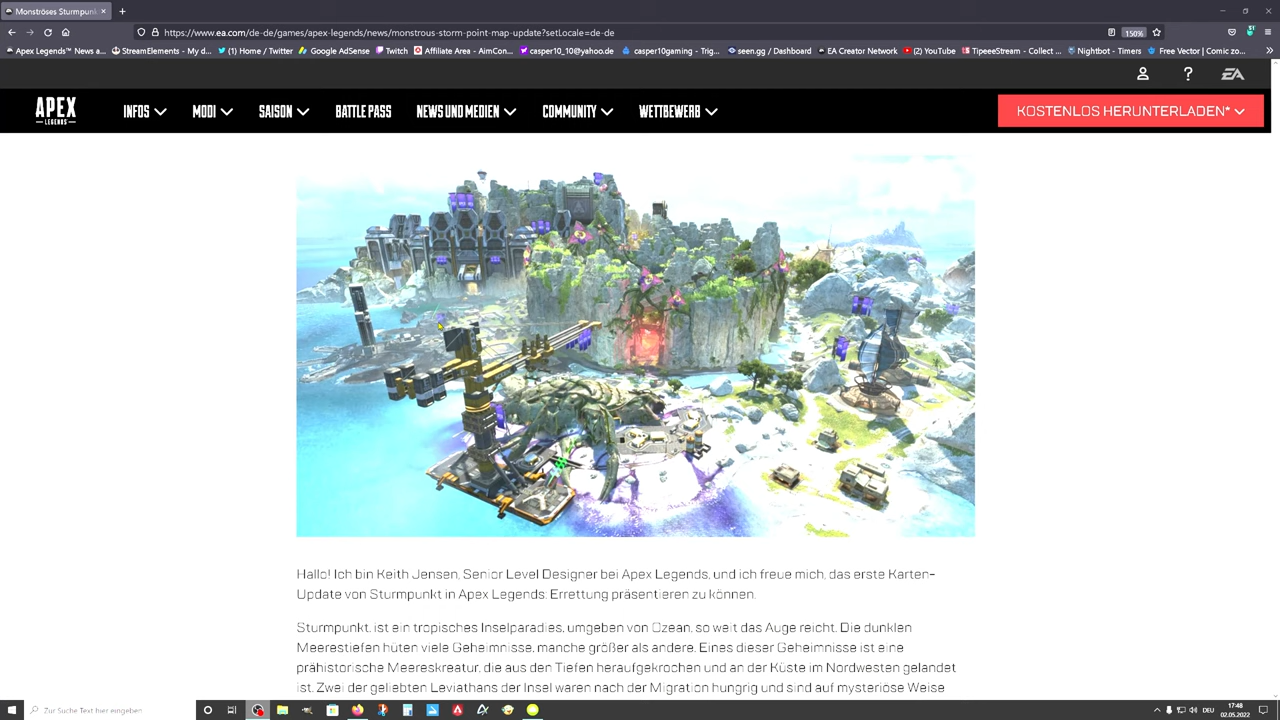 Monströses Sturmpunk
https://www.ea.com/de-de/games/apex-legends/news/monstrous-storm-point-map-update?setLocale=de-de
150%
Apex Legends™ News a...
StreamElements - My d...
(1) Home / Twitter
Google AdSense
Twitch
Affiliate Area - AimCon...
casper10_10@yahoo.de
casper10gaming - Trig...
seen.gg / Dashboard
EA Creator Network
(2) YouTube
TipeeeStream - Collect ...
Nightbot - Timers
Free Vector | Comic zo...
EA
APEX
LEGENDS
INFOS
MODI
SAISON
BATTLE PASS
NEWS UND MEDIEN
COMMUNITY
WETTBEWERB
KOSTENLOS HERUNTERLADEN*
Hallo! Ich bin Keith Jensen, Senior Level Designer bei Apex Legends, und ich freue mich, das erste Karten-
Update von Sturmpunkt in Apex Legends: Errettung präsentieren zu können.
Sturmpunkt, ist ein tropisches Inselparadies, umgeben von Ozean, so weit das Auge reicht. Die dunklen
Meerestiefen hüten viele Geheimnisse, manche größer als andere. Eines dieser Geheimnisse ist eine
prähistorische Meereskreatur, die aus den Tiefen heraufgekrochen und an der Küste im Nordwesten gelandet
ist. Zwei der geliebten Leviathans der Insel waren nach der Migration hungrig und sind auf mysteriöse Weise
Zur Suche Text hier eingeben
DEU
17:48
02.05.2022